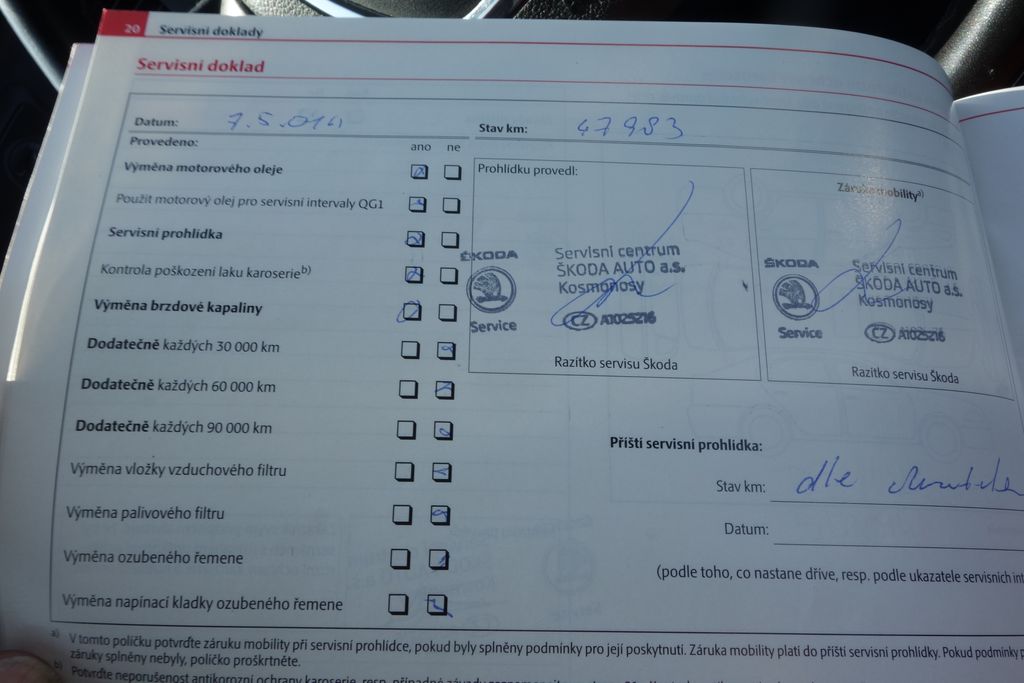 20 Servisní doklady
Servisní doklad
Datum: 7.5.014
Stav km: 47983
Provedeno:
ano ne
Výměna motorového oleje
Použit motorový olej pro servisní intervaly QG1
Servisní prohlídka
Kontrola poškození laku karoserieb)
Výměna brzdové kapaliny
Dodatečně každých 30 000 km
Dodatečně každých 60 000 km
Dodatečně každých 90 000 km
Výměna vložky vzduchového filtru
Výměna palivového filtru
Výměna ozubeného řemene
Výměna napínací kladky ozubeného řemene
Prohlídku provedl:
ŠKODA
Service
Servisní centrum
ŠKODA AUTO a.s.
Kosmonosy
CZ A1025216
Razítko servisu Škoda
Záruka mobilitya)
ŠKODA
Service
Servisní centrum
ŠKODA AUTO a.s.
Kosmonosy
CZ A1025216
Razítko servisu Škoda
Příští servisní prohlídka:
Stav km: dle
Datum:
(podle toho, co nastane dříve, resp. podle ukazatele servisních int
a) V tomto políčku potvrďte záruku mobility při servisní prohlídce, pokud byly splněny podmínky pro její poskytnutí. Záruka mobility platí do příští servisní prohlídky. Pokud podmínky p
záruky splněny nebyly, políčko proškrtněte.
b) Potvrďte neporušenost antikorozní ochrany karoserie, resp. případné závady